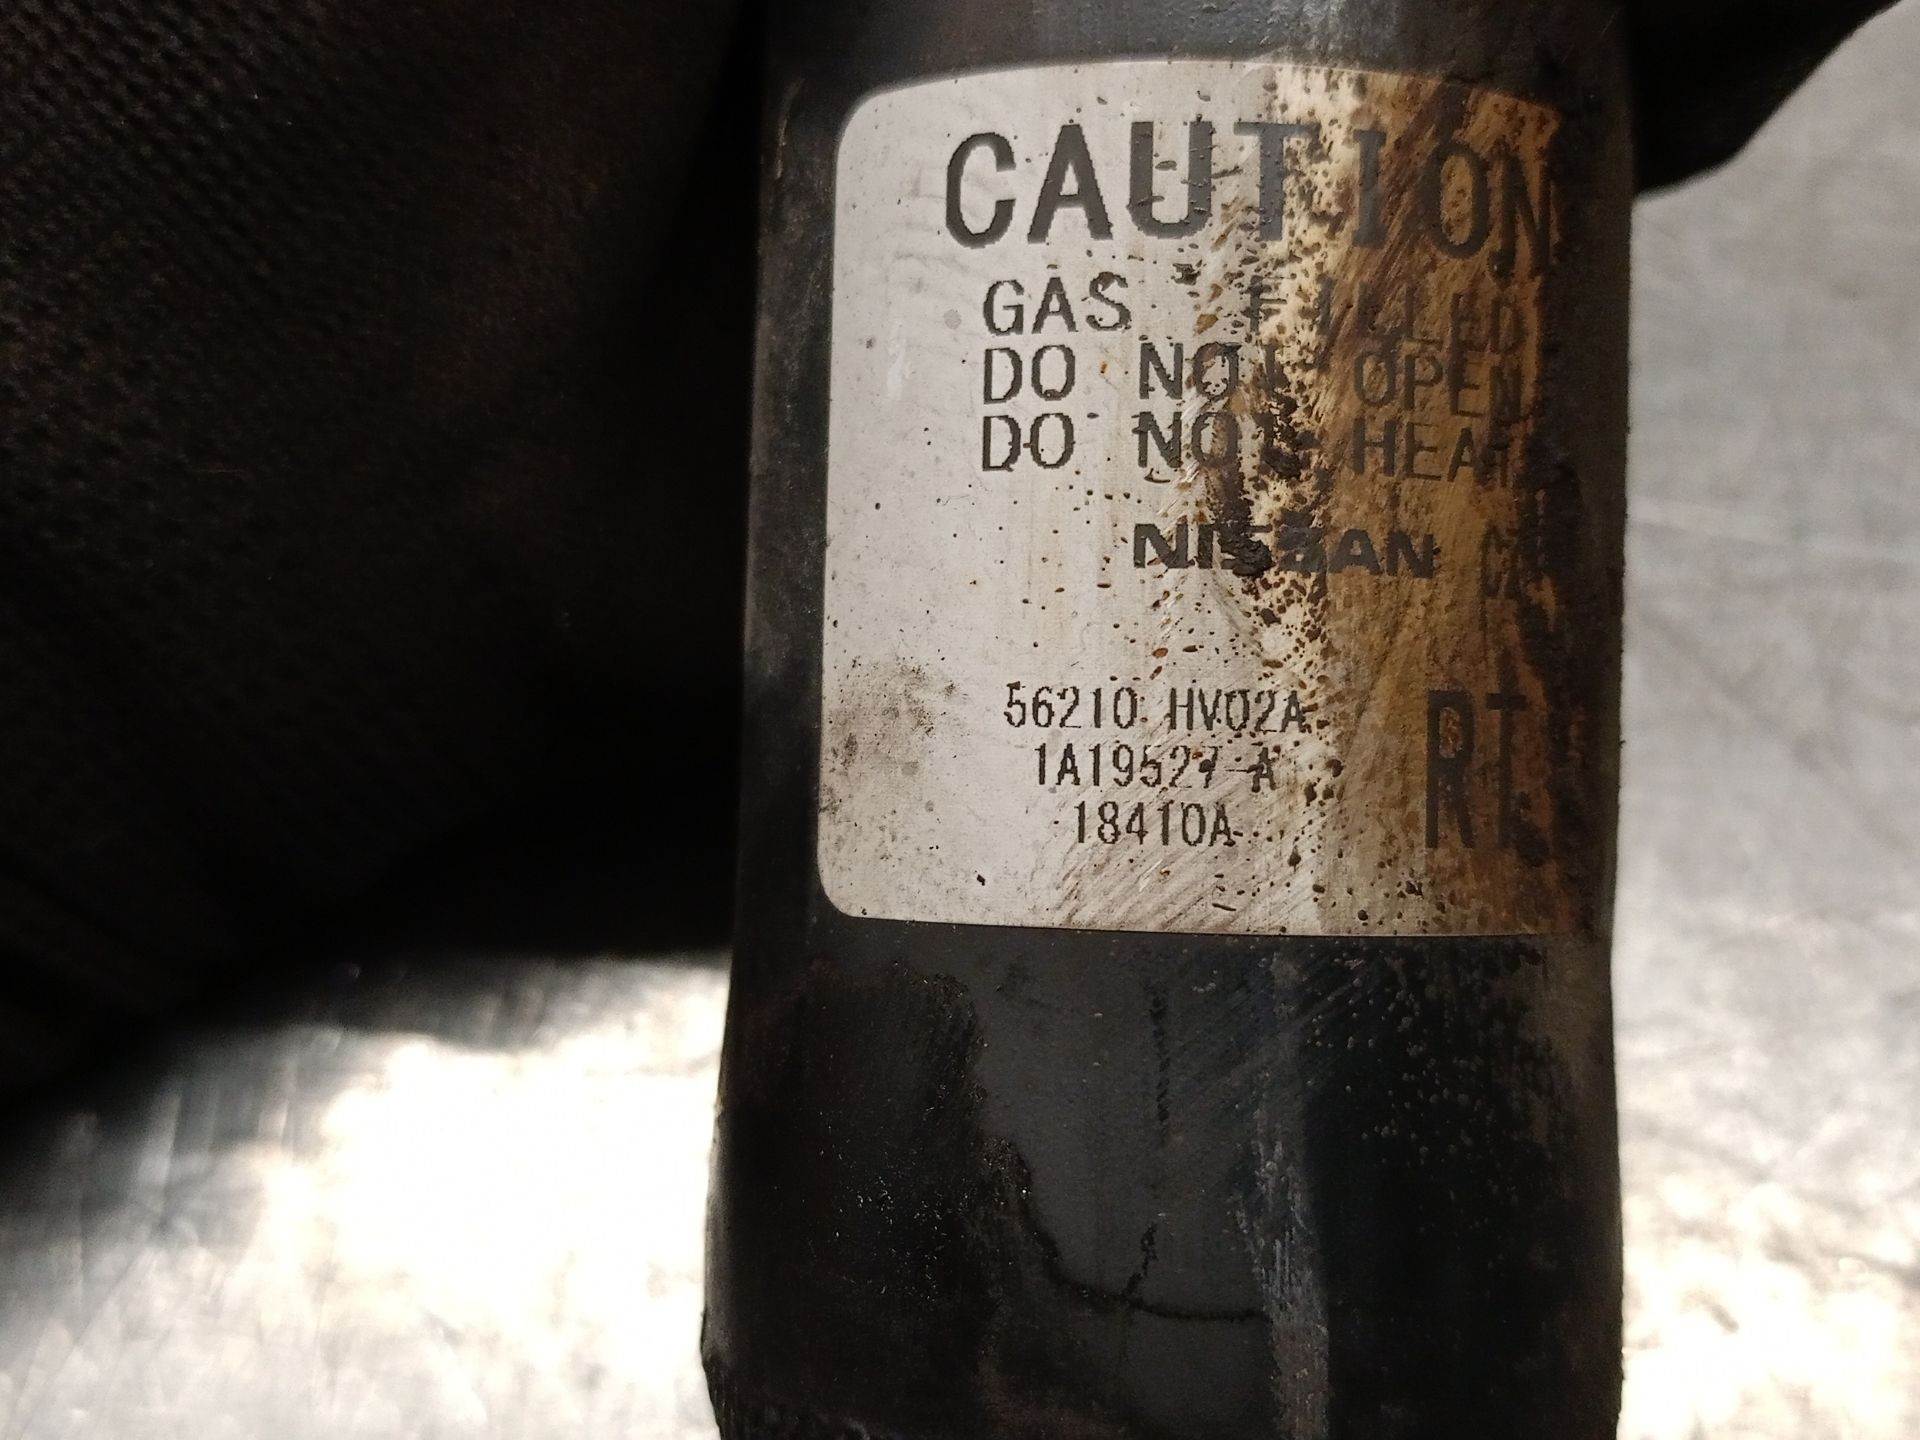 CAUTION
GAS FILLED
DO NOT OPEN
DO NOT HEAT
NISSAN
56210 HV02A RT
1A19527-A
18410A